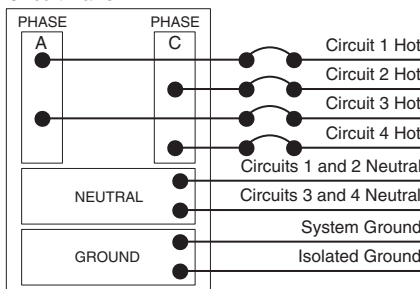 PHASE PHASE
A C
Circuit 1 Hot
Circuit 2 Hot
Circuit 3 Hot
Circuit 4 Hot
Circuits 1 and 2 Neutral
NEUTRAL
Circuits 3 and 4 Neutral
System Ground
GROUND
Isolated Ground